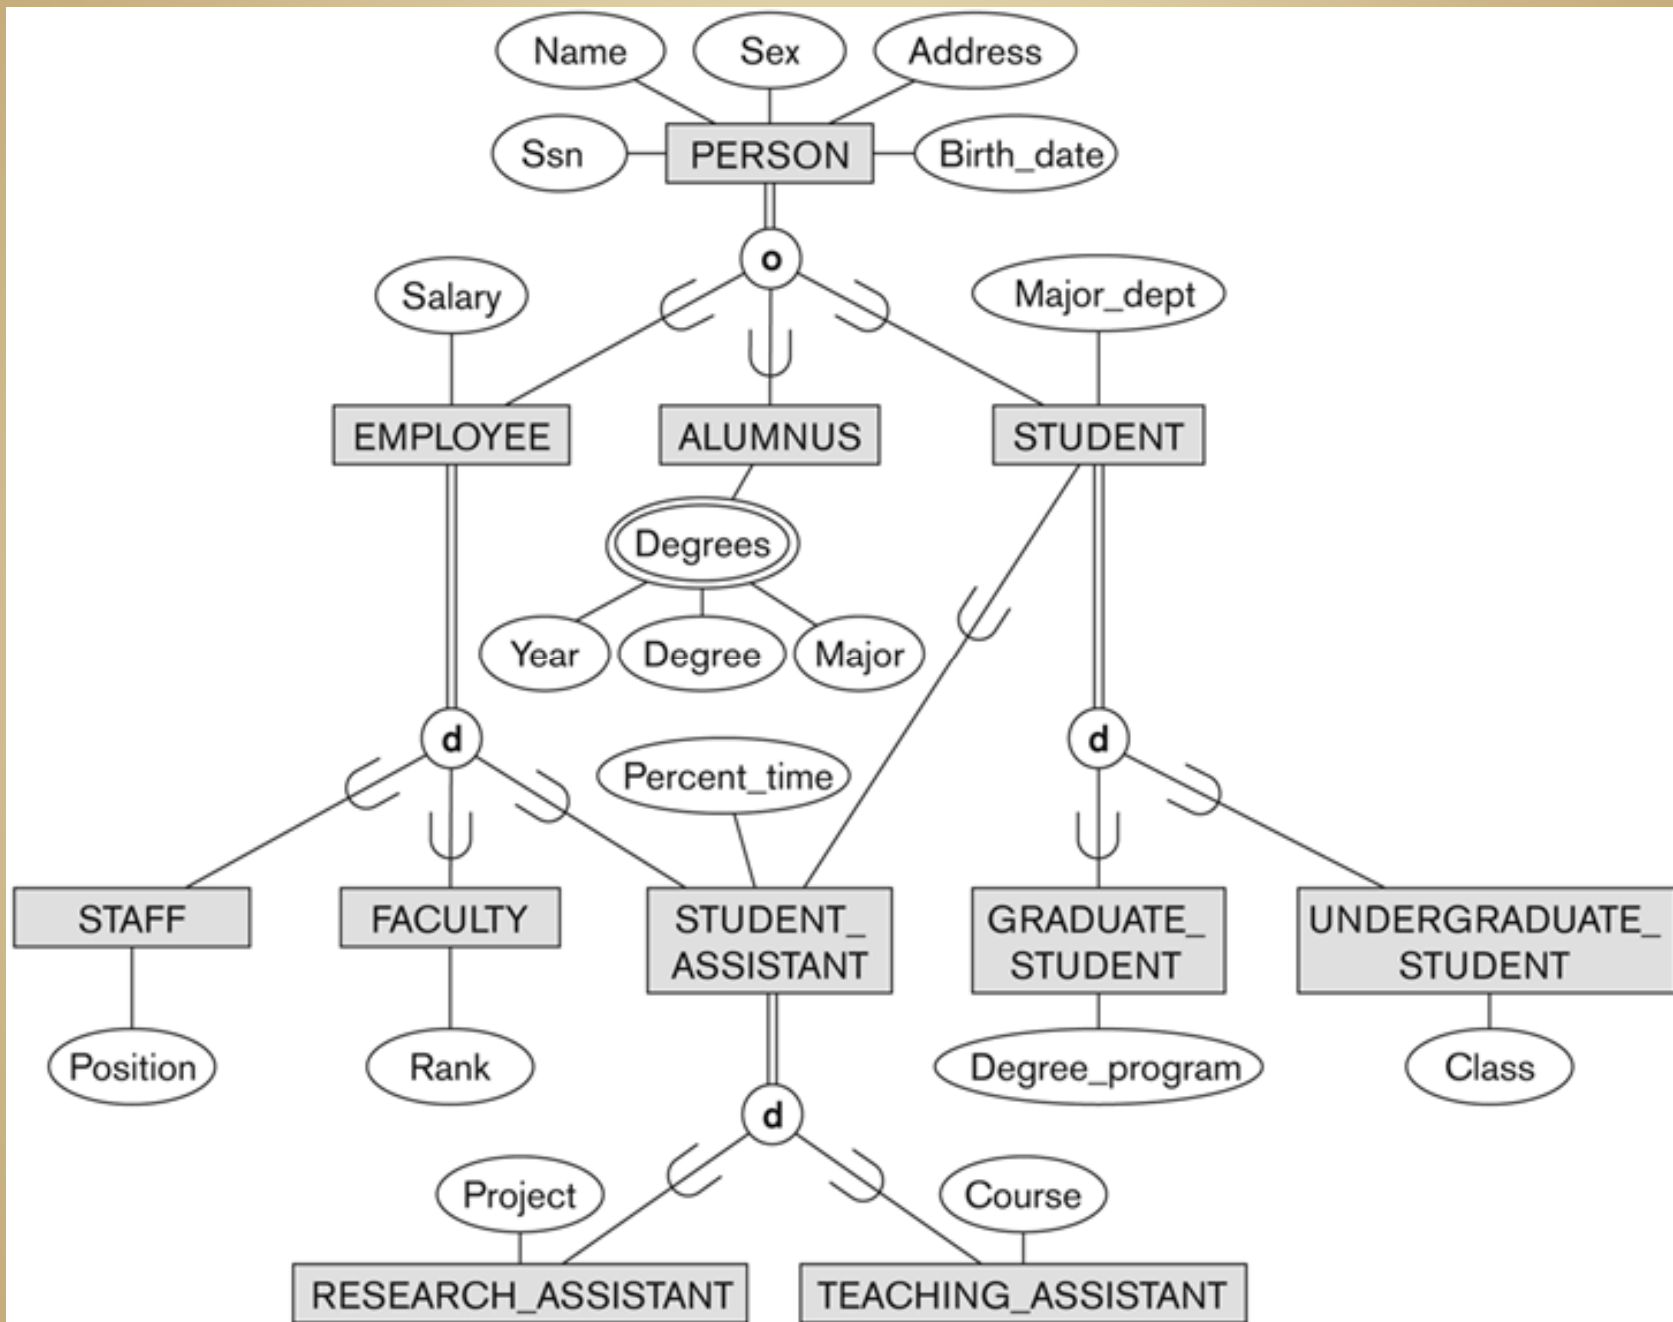 Name
Sex
Address
Ssn
PERSON
Birth_date
o
Salary
Major_dept
EMPLOYEE
ALUMNUS
STUDENT
Degrees
Year
Degree
Major
d
d
Percent_time
STAFF
FACULTY
STUDENT_
ASSISTANT
GRADUATE_
STUDENT
UNDERGRADUATE_
STUDENT
Position
Rank
Degree_program
Class
d
Project
Course
RESEARCH_ASSISTANT
TEACHING_ASSISTANT